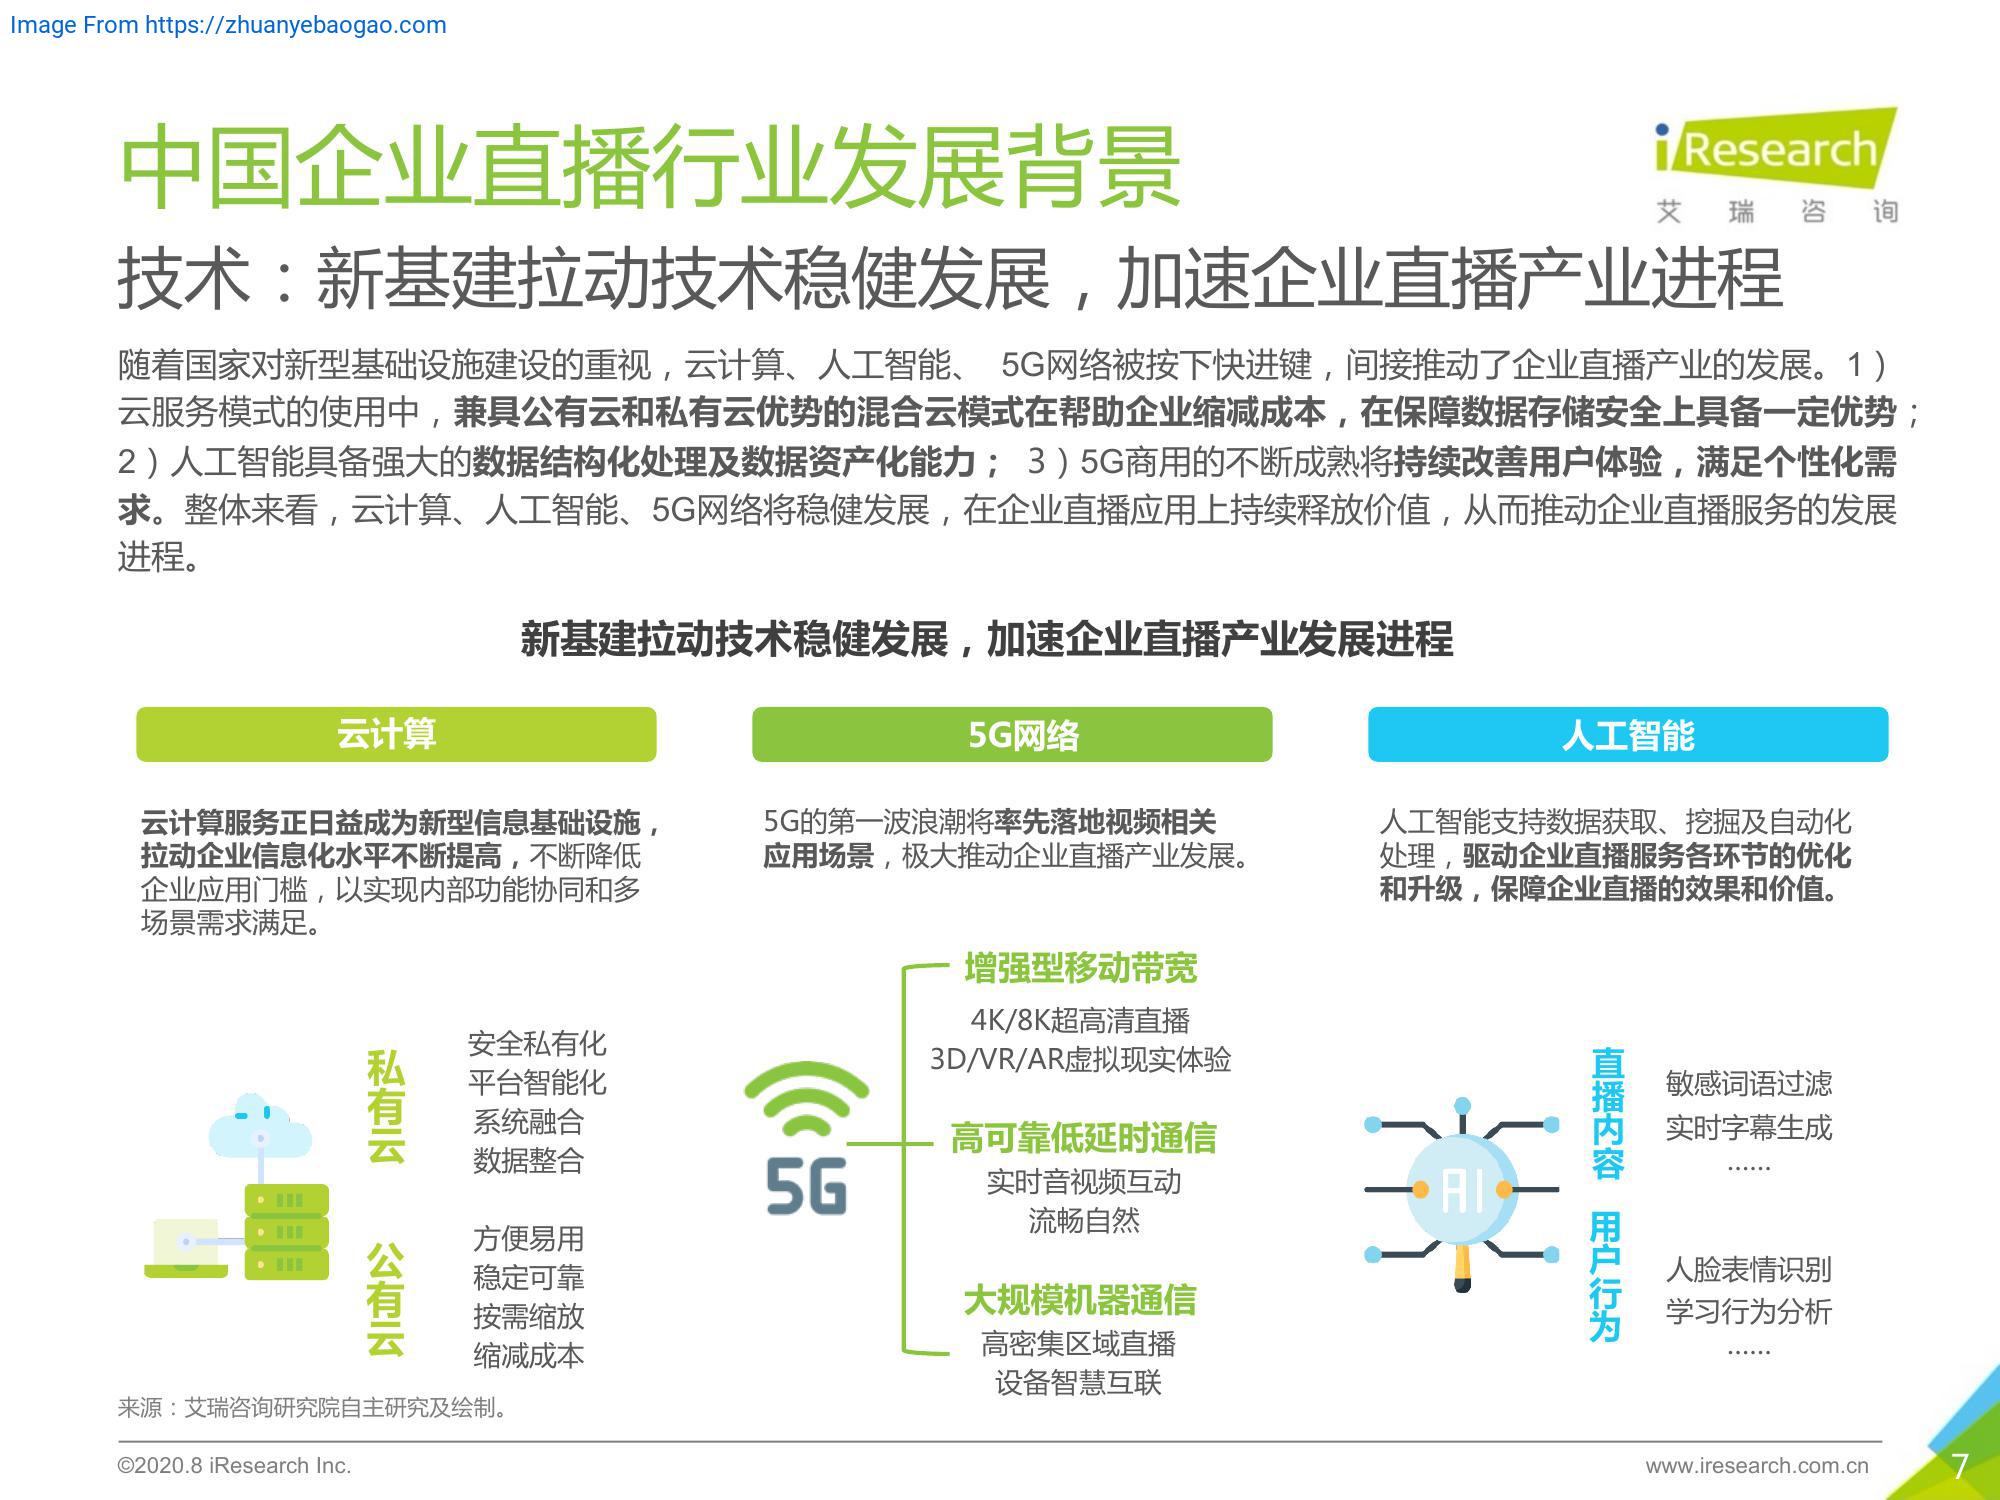 Image From https://zhuanyebaogao.com
中国企业直播行业发展背景
iResearch
艾瑞咨询
技术：新基建拉动技术稳健发展，加速企业直播产业进程
随着国家对新型基础设施建设的重视，云计算、人工智能、 5G网络被按下快进键，间接推动了企业直播产业的发展。1）
云服务模式的使用中，兼具公有云和私有云优势的混合云模式在帮助企业缩减成本，在保障数据存储安全上具备一定优势；
2）人工智能具备强大的数据结构化处理及数据资产化能力； 3）5G商用的不断成熟将持续改善用户体验，满足个性化需
求。整体来看，云计算、人工智能、5G网络将稳健发展，在企业直播应用上持续释放价值，从而推动企业直播服务的发展
进程。
新基建拉动技术稳健发展，加速企业直播产业发展进程
云计算
云计算服务正日益成为新型信息基础设施，
拉动企业信息化水平不断提高，不断降低
企业应用门槛，以实现内部功能协同和多
场景需求满足。
私有云
安全私有化
平台智能化
系统融合
数据整合
公有云
方便易用
稳定可靠
按需缩放
缩减成本
5G网络
5G的第一波浪潮将率先落地视频相关
应用场景，极大推动企业直播产业发展。
5G
增强型移动带宽
4K/8K超高清直播
3D/VR/AR虚拟现实体验
高可靠低延时通信
实时音视频互动
流畅自然
大规模机器通信
高密集区域直播
设备智慧互联
人工智能
人工智能支持数据获取、挖掘及自动化
处理，驱动企业直播服务各环节的优化
和升级，保障企业直播的效果和价值。
AI
直播内容
敏感词语过滤
实时字幕生成
……
用户行为
人脸表情识别
学习行为分析
……
来源：艾瑞咨询研究院自主研究及绘制。
©2020.8 iResearch Inc.
www.iresearch.com.cn
7